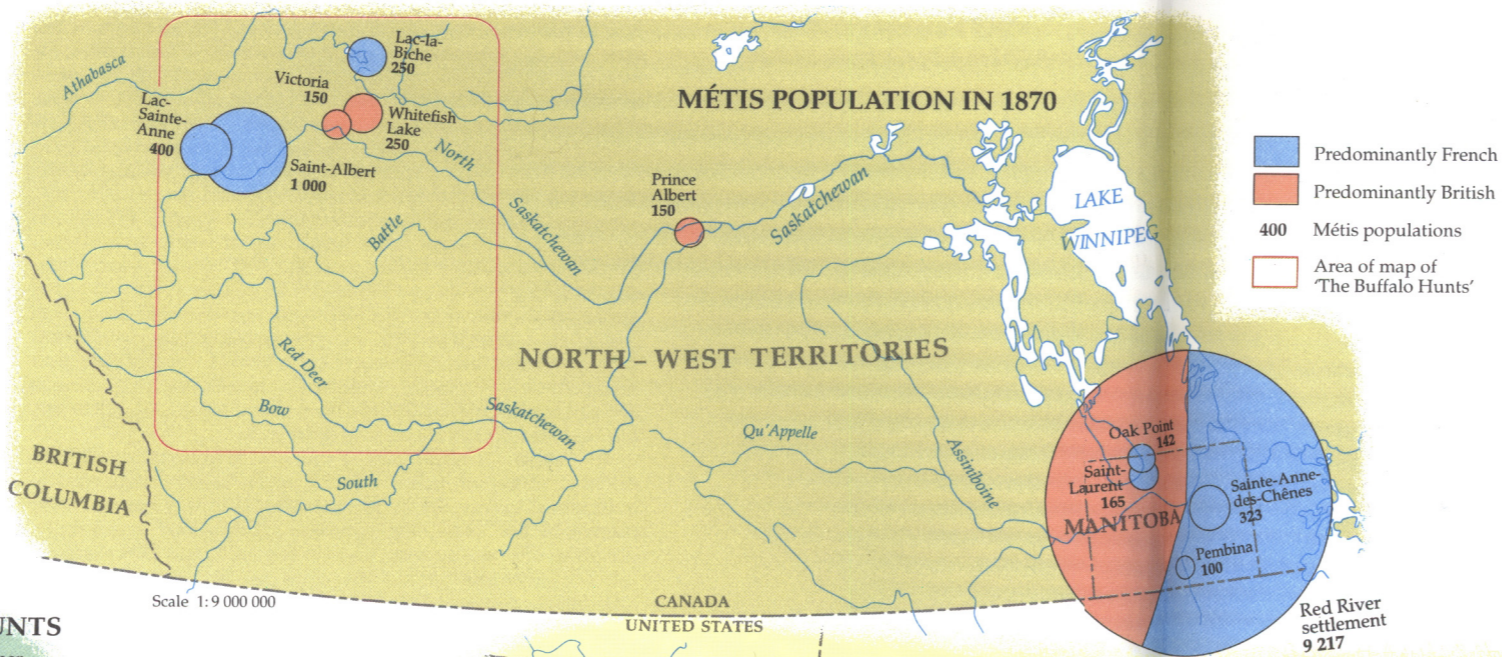 MÉTIS POPULATION IN 1870
Athabasca
Lac-la-
Biche
250
Victoria
150
Whitefish
Lake
250
Lac-
Sainte-
Anne
400
Saint-Albert
1 000
North
Saskatchewan
Battle
Prince
Albert
150
Saskatchewan
LAKE
WINNIPEG
Predominantly French
Predominantly British
400 Métis populations
Area of map of
'The Buffalo Hunts'
NORTH – WEST TERRITORIES
Red Deer
Bow
South
Saskatchewan
Qu'Appelle
Assiniboine
BRITISH
COLUMBIA
Oak Point
142
Saint-
Laurent
165
MANITOBA
Sainte-Anne-
des-Chênes
323
Pembina
100
Red River
settlement
9 217
Scale 1:9 000 000
CANADA
UNITED STATES
UNTS